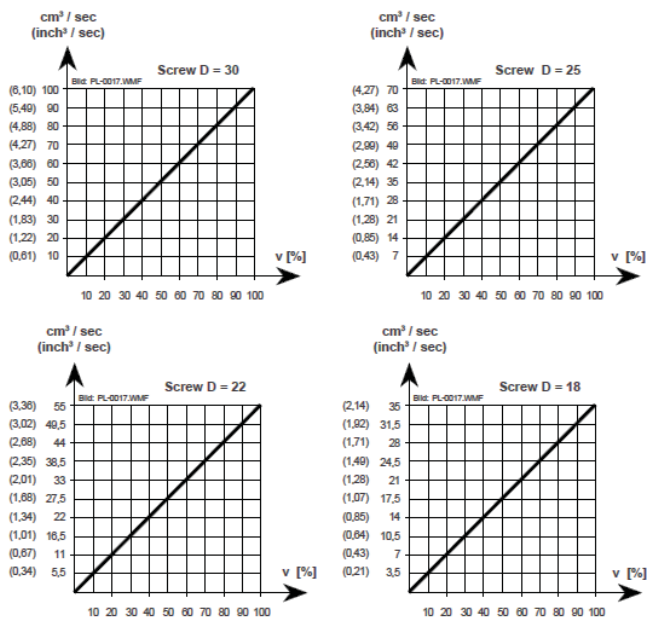 cm³ / sec
(inch³ / sec)
Screw D = 30
Bild: PL-0017.WMF
(6,10) 100
(5,49) 90
(4,88) 80
(4,27) 70
(3,66) 60
(3,05) 50
(2,44) 40
(1,83) 30
(1,22) 20
(0,61) 10
v [%]
10 20 30 40 50 60 70 80 90 100
cm³ / sec
(inch³ / sec)
Screw D = 25
Bild: PL-0017.WMF
(4,27) 70
(3,84) 63
(3,42) 56
(2,99) 49
(2,56) 42
(2,14) 35
(1,71) 28
(1,28) 21
(0,85) 14
(0,43) 7
v [%]
10 20 30 40 50 60 70 80 90 100
cm³ / sec
(inch³ / sec)
Screw D = 22
Bild: PL-0017.WMF
(3,36) 55
(3,02) 49,5
(2,68) 44
(2,35) 38,5
(2,01) 33
(1,68) 27,5
(1,34) 22
(1,01) 16,5
(0,67) 11
(0,34) 5,5
v [%]
10 20 30 40 50 60 70 80 90 100
cm³ / sec
(inch³ / sec)
Screw D = 18
Bild: PL-0017.WMF
(2,14) 35
(1,92) 31,5
(1,71) 28
(1,49) 24,5
(1,28) 21
(1,07) 17,5
(0,85) 14
(0,64) 10,5
(0,43) 7
(0,21) 3,5
v [%]
10 20 30 40 50 60 70 80 90 100